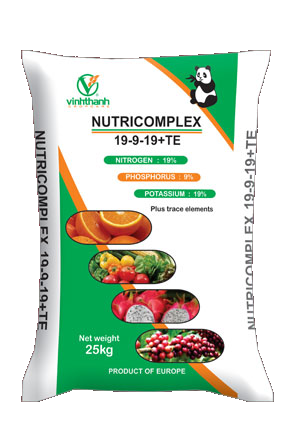 vinhthanh
NUTRICOMPLEX
19-9-19+TE
NITROGEN : 19%
PHOSPHORUS : 9%
POTASSIUM : 19%
Plus trace elements
NUTRICOMPLEX 19-9-19+TE
NUTRICOMPLEX 19-9-19+TE
Net weight
25kg
PRODUCT OF EUROPE